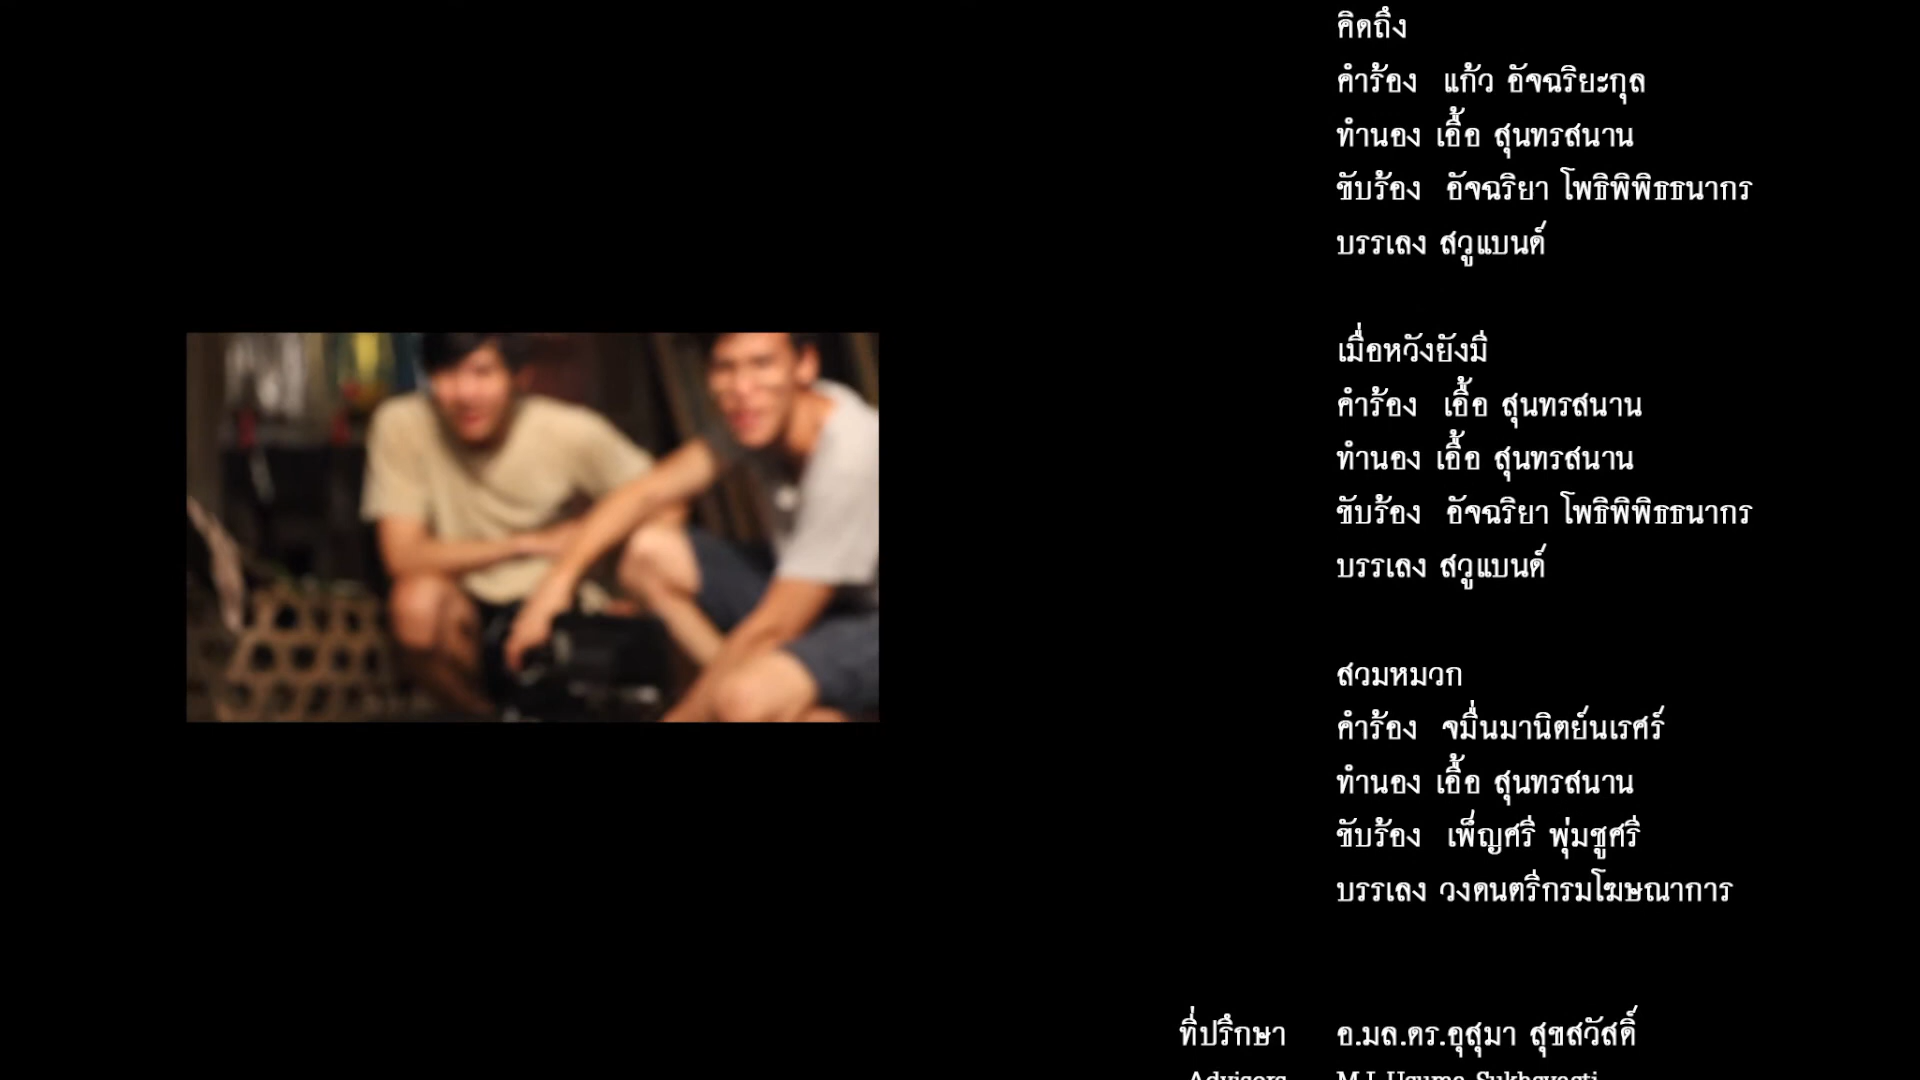 คิดถึง
คำร้อง แก้ว อัจฉริยะกุล
ทำนอง เอื้อ สุนทรสนาน
ขับร้อง อัจฉริยา โพธิพิพิธธนากร
บรรเลง สวูแบนด์
เมื่อหวังยังมี
คำร้อง เอื้อ สุนทรสนาน
ทำนอง เอื้อ สุนทรสนาน
ขับร้อง อัจฉริยา โพธิพิพิธธนากร
บรรเลง สวูแบนด์
สวมหมวก
คำร้อง จมื่นมานิตย์นเรศร์
ทำนอง เอื้อ สุนทรสนาน
ขับร้อง เพ็ญศรี พุ่มชูศรี
บรรเลง วงดนตรีกรมโฆษณาการ
ที่ปรึกษา อ.มล.ดร.อุสุมา สุขสวัสดิ์
Advisors M.L.Usuma Sukhsvasti